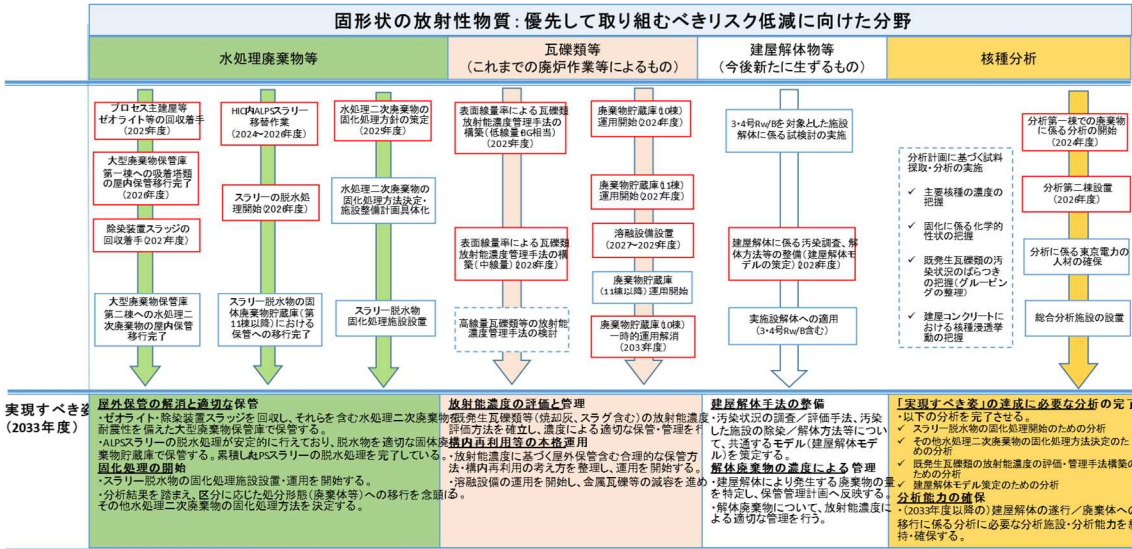 固形状の放射性物質：優先して取り組むべきリスク低減に向けた分野
水処理廃棄物等
瓦礫類等
（これまでの廃炉作業等によるもの）
建屋解体物等
（今後新たに生ずるもの）
核種分析
プロセス主建屋等
ゼオライト等の回収着手
（2025年度）
大型廃棄物保管庫
第一棟への吸着塔類
の屋内保管移行完了
（2026年度）
除染装置スラッジの
回収着手（2027年度）
大型廃棄物保管庫
第二棟への水処理二
次廃棄物の屋内保管
移行完了
HIC内ALPSスラリー
移替作業
（2024～2026年度）
スラリーの脱水処
理開始（2026年度）
スラリー脱水物の固
体廃棄物貯蔵庫（第
11棟以降）における
保管への移行完了
水処理二次廃棄物の
固化処理方針の策定
（2025年度）
水処理二次廃棄物の
固化処理方法決定・
施設整備計画具体化
スラリー脱水物
固化処理施設設置
表面線量率による瓦礫類
放射能濃度管理手法の
構築（低線量・BG相当）
（2025年度）
表面線量率による瓦礫類
放射能濃度管理手法の構
築（中線量）（2028年度）
高線量瓦礫類等の放射能
濃度管理手法の検討
廃棄物貯蔵庫（10棟）
運用開始（2024年度）
廃棄物貯蔵庫（11棟）
運用開始（2027年度）
溶融設備設置
（2027～2029年度）
廃棄物貯蔵庫
（11棟以降）運用開始
廃棄物貯蔵庫（10棟）
一時的運用解消
（2033年度）
3・4号Rw/Bを対象とした施設
解体に係る試検討の実施
建屋解体に係る汚染調査、解
体方法等の整備（建屋解体モ
デルの策定）（2028年度）
実施設解体への適用
（3・4号Rw/B含む）
分析計画に基づく試料
採取・分析の実施
✓ 主要核種の濃度の
把握
✓ 固化に係る化学的
性状の把握
✓ 既発生瓦礫類の汚
染状況のばらつき
の把握（グルーピン
グの整理）
✓ 建屋コンクリートに
おける核種浸透挙
動の把握
分析第一棟での廃棄物
に係る分析の開始
（2024年度）
分析第二棟設置
（2026年度）
分析に係る東京電力の
人材の確保
総合分析施設の設置
実現すべき姿
（2033年度）
屋外保管の解消と適切な保管
・ゼオライト・除染装置スラッジを回収し、それらを含む水処理二次廃棄物を
耐震性を備えた大型廃棄物保管庫で保管する。
・ALPSスラリーの脱水処理が安定的に行えており、脱水物を適切な固体廃
棄物貯蔵庫で保管する。累積したALPSスラリーの脱水処理を完了している。
固化処理の開始
・スラリー脱水物の固化処理施設設置・運用を開始する。
・分析結果を踏まえ、区分に応じた処分形態（廃棄体等）への移行を念頭に
その他水処理二次廃棄物の固化処理方法を決定する。
放射能濃度の評価と管理
・既発生瓦礫類等（焼却灰、スラグ含む）の放射能濃度
評価方法を確立し、濃度による適切な保管・管理を行
う。
構内再利用等の本格運用
・放射能濃度に基づく屋外保管含む合理的な保管方
法・構内再利用の考え方を整理し、運用を開始する。
・溶融設備の運用を開始し、金属瓦礫等の減容を進め
る。
建屋解体手法の整備
・汚染状況の調査／評価手法、汚染
した施設の除染／解体方法等につい
て、共通するモデル（建屋解体モデ
ル）を策定する。
解体廃棄物の濃度による管理
・建屋解体により発生する廃棄物の量
を特定し、保管管理計画へ反映する。
・解体廃棄物について、放射能濃度に
よる適切な管理を行う。
「実現すべき姿」の達成に必要な分析の完了
・以下の分析を完了させる。
✓ スラリー脱水物の固化処理開始のための分析
✓ その他水処理二次廃棄物の固化処理方法決定のた
めの分析
✓ 既発生瓦礫類の放射能濃度の評価・管理手法構築の
ための分析
✓ 建屋解体モデル策定のための分析
分析能力の確保
・（2033年度以降の）建屋解体の遂行／廃棄体への
移行に係る分析に必要な分析施設・分析能力を維
持・確保する。